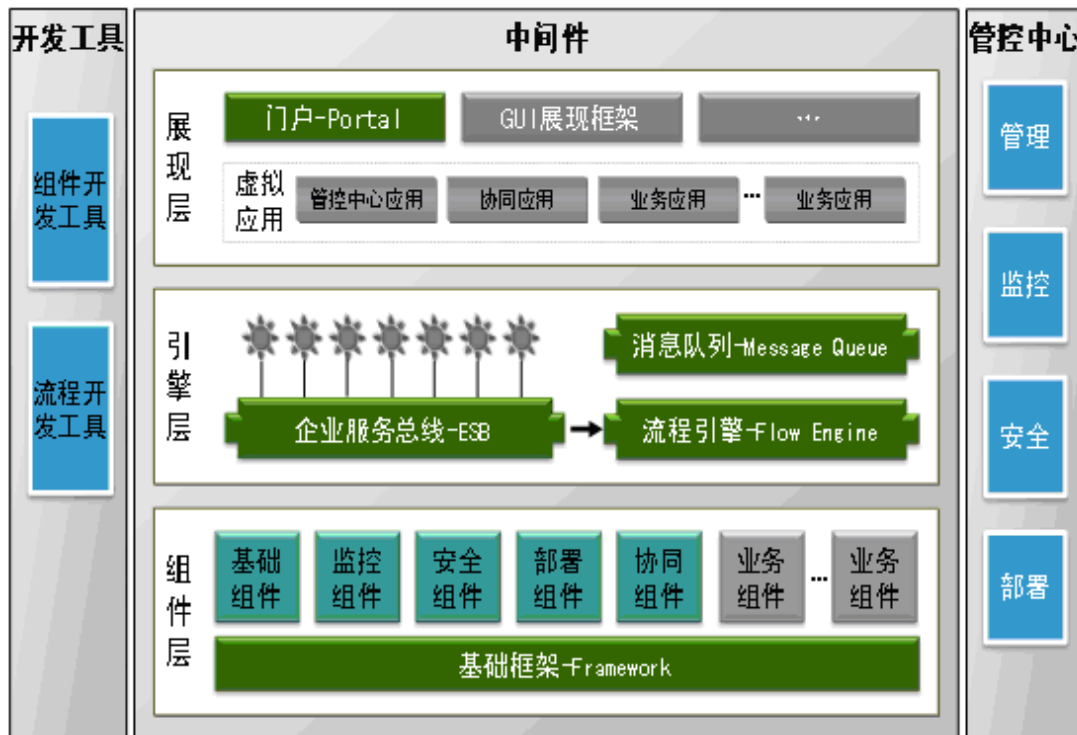 开发工具
组件开
发工具
流程开
发工具
中间件
展现层
门户-Portal
GUI展现框架
...
虚拟
应用
管控中心应用
协同应用
业务应用
...
业务应用
引擎层
消息队列-Message Queue
企业服务总线-ESB
流程引擎-Flow Engine
组件层
基础
组件
监控
组件
安全
组件
部署
组件
协同
组件
业务
组件
...
业务
组件
基础框架-Framework
管控中心
管理
监控
安全
部署